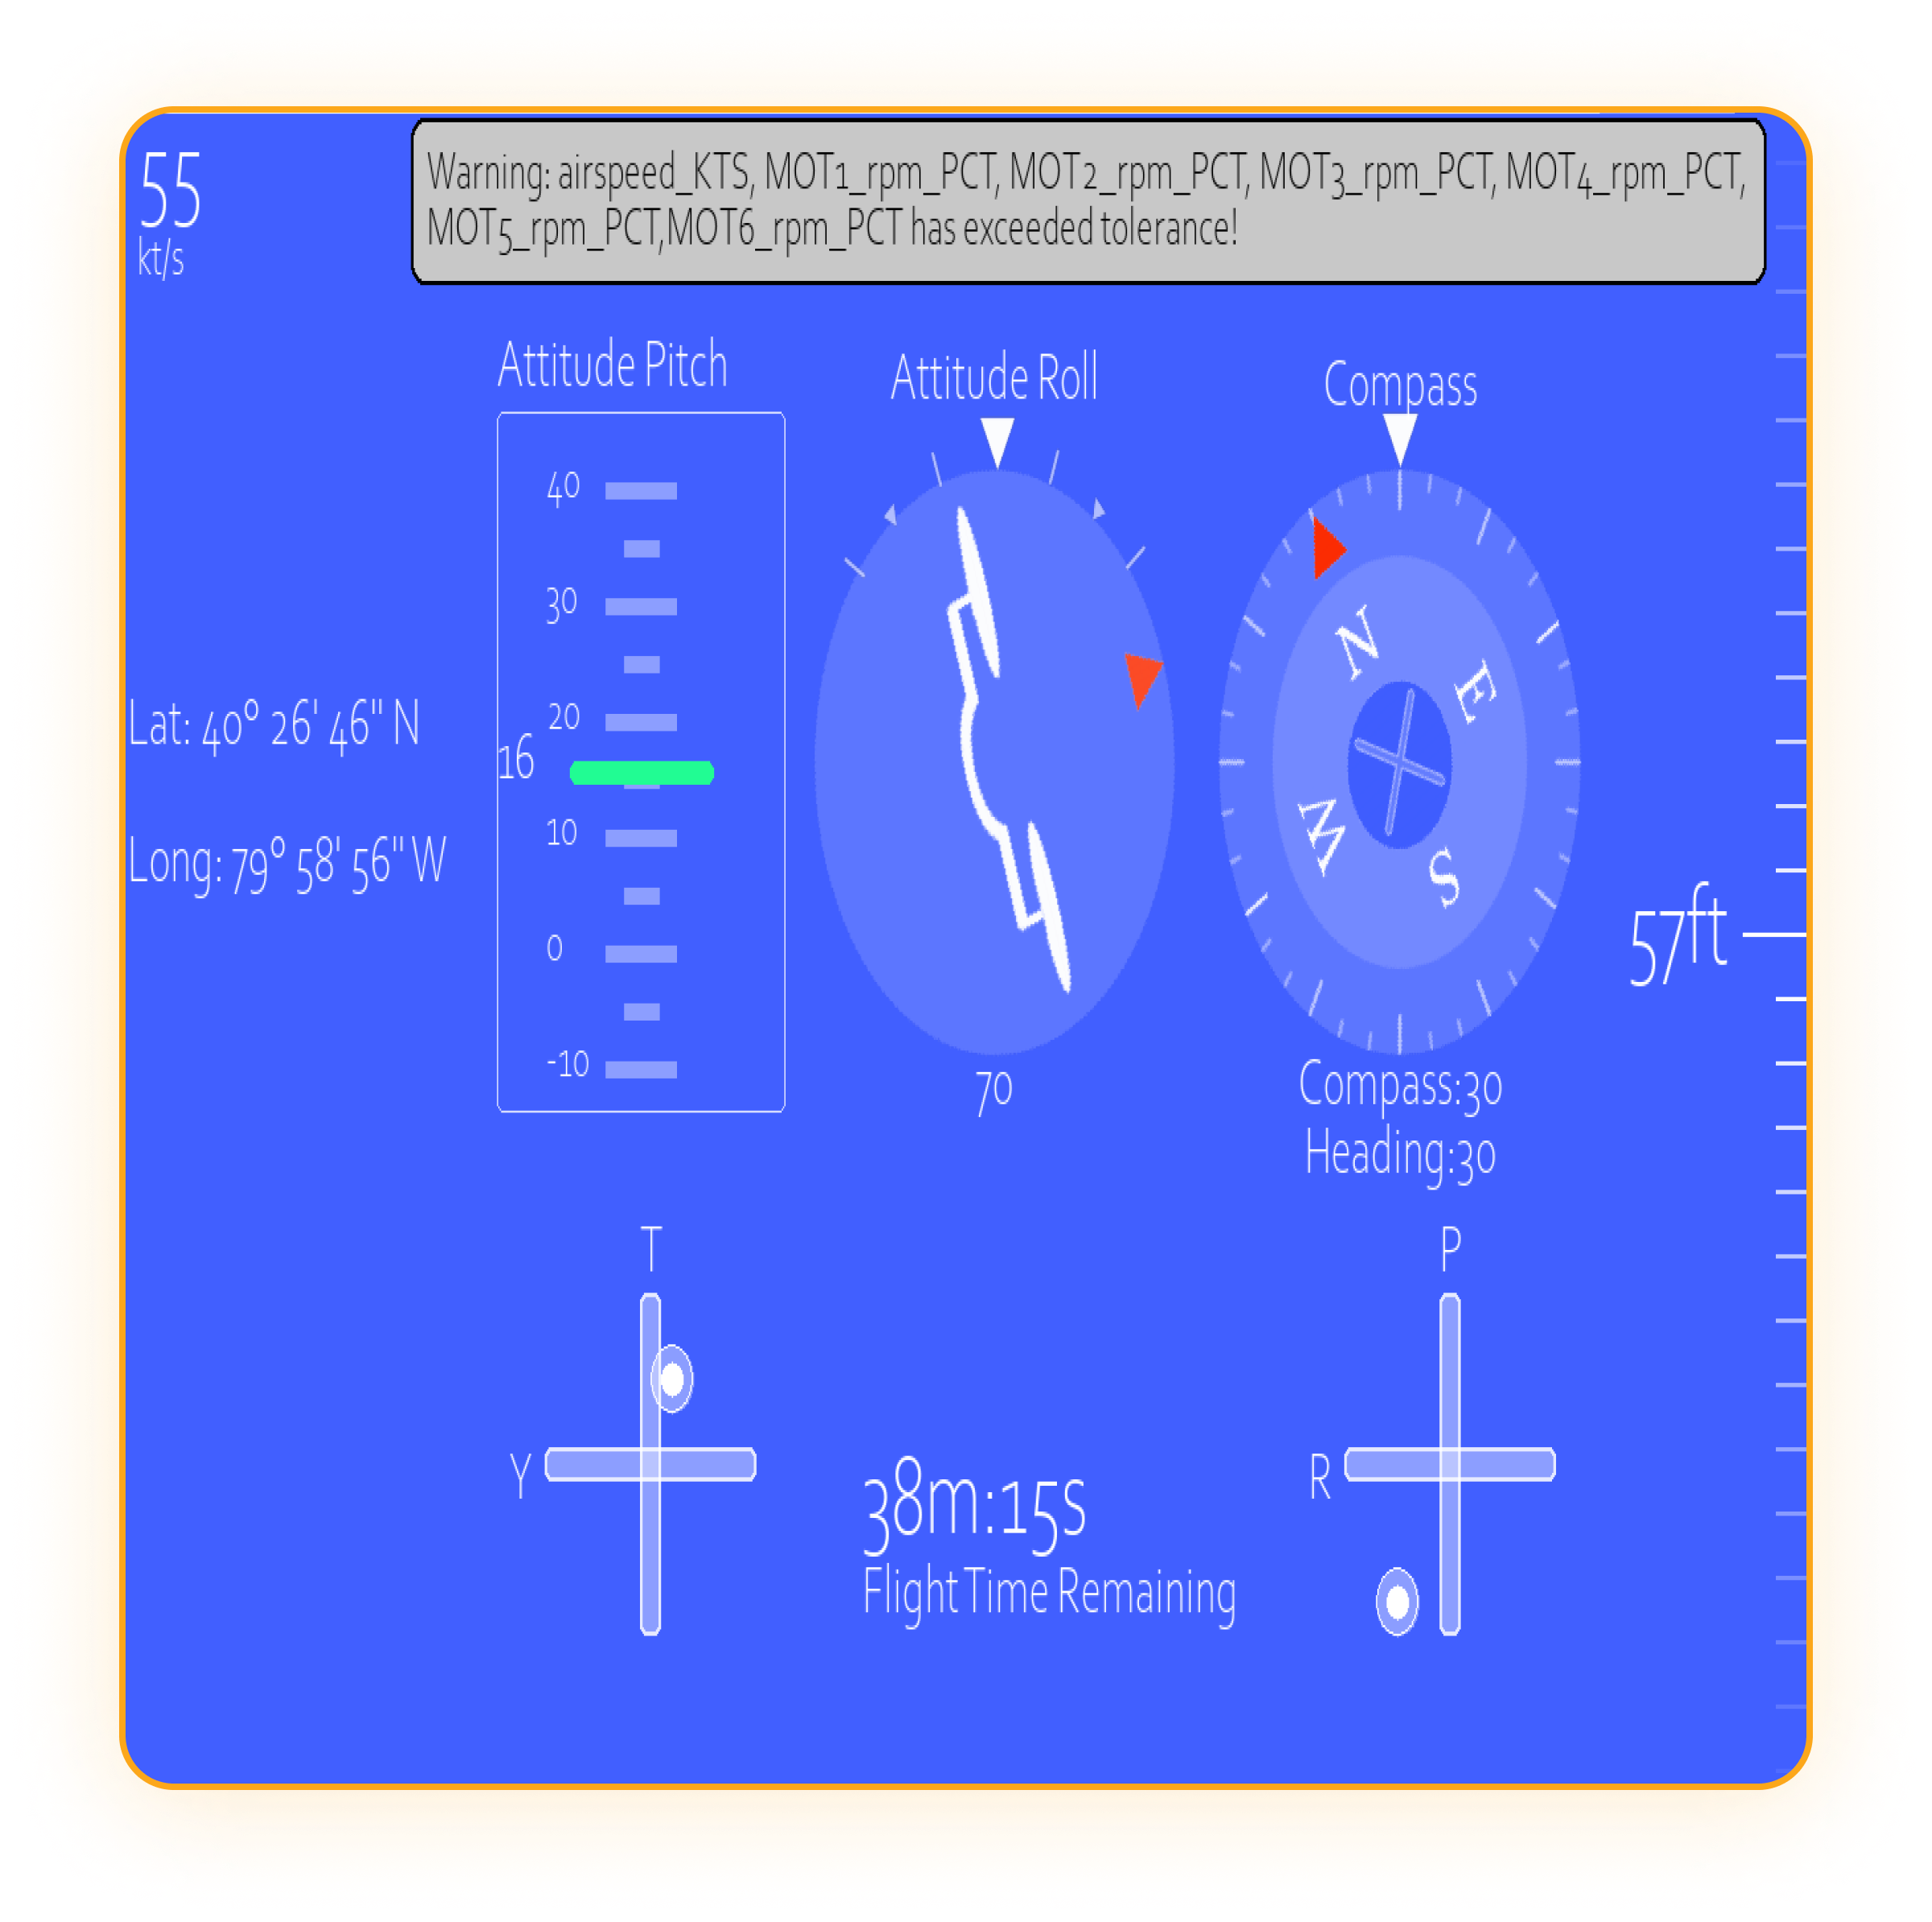 55
kt/s
Warning: airspeed_KTS, MOT1_rpm_PCT, MOT2_rpm_PCT, MOT3_rpm_PCT, MOT4_rpm_PCT,
MOT5_rpm_PCT,MOT6_rpm_PCT has exceeded tolerance!
Attitude Pitch
40
30
20
16
10
0
-10
Attitude Roll
70
Compass
N
E
S
W
Compass:30
Heading:30
Lat: 40° 26' 46" N
Long: 79° 58' 56" W
57ft
T
Y
38m:15s
Flight Time Remaining
P
R